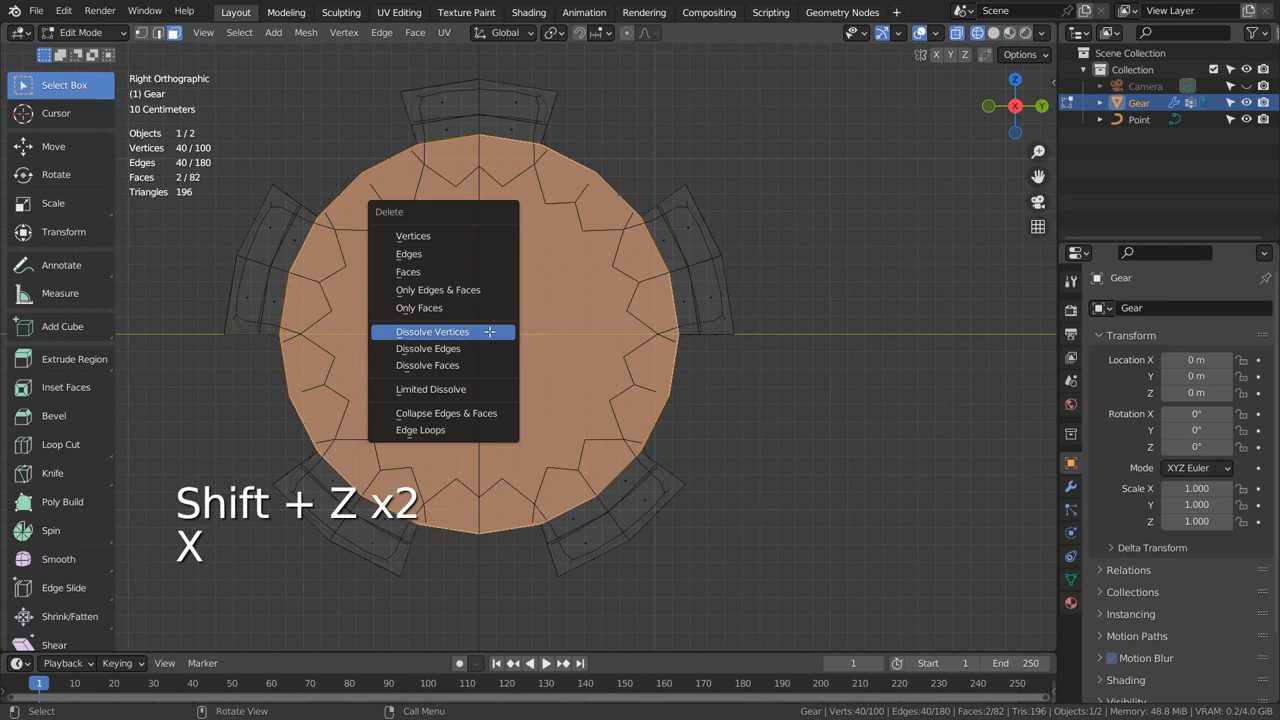 File Edit Render Window Help Layout Modeling Sculpting UV Editing Texture Paint Shading Animation Rendering Compositing Scripting Geometry Nodes + Scene View Layer
Edit Mode View Select Add Mesh Vertex Edge Face UV Global
X Y Z Options
Select Box
Cursor
Move
Rotate
Scale
Transform
Annotate
Measure
Add Cube
Extrude Region
Inset Faces
Bevel
Loop Cut
Knife
Poly Build
Spin
Smooth
Edge Slide
Shrink/Fatten
Shear
Right Orthographic
(1) Gear
10 Centimeters
Objects 1/2
Vertices 40/100
Edges 40/180
Faces 2/82
Triangles 196
Delete
Vertices
Edges
Faces
Only Edges & Faces
Only Faces
Dissolve Vertices
Dissolve Edges
Dissolve Faces
Limited Dissolve
Collapse Edges & Faces
Edge Loops
Shift + Z x2
X
Z
X Y
Scene Collection
Collection
Camera
Gear
Point
Gear
Gear
Transform
Location X 0 m
Y 0 m
Z 0 m
Rotation X 0°
Y 0°
Z 0°
Mode XYZ Euler
Scale X 1.000
Y 1.000
Z 1.000
Delta Transform
Relations
Collections
Instancing
Motion Paths
Motion Blur
Shading
Visibility
Playback Keying View Marker 1 Start 1 End 250
1 10 20 30 40 50 60 70 80 90 100 110 120 130 140 150 160 170 180 190 200 210 220 230 240 250
Select Rotate View Call Menu Gear | Verts:40/100 | Edges:40/180 | Faces:2/82 | Tris:196 | Objects:1/2 | Memory: 48.8 MiB | VRAM: 0.2/4.0 GiB